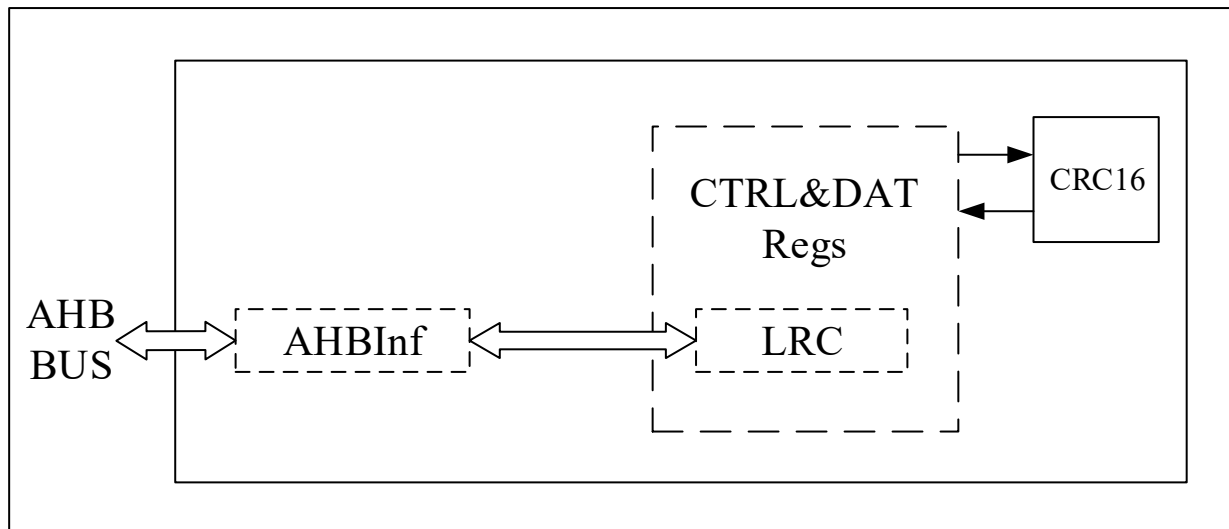 CTRL&DAT
Regs
CRC16
AHB
BUS
AHBInf
LRC